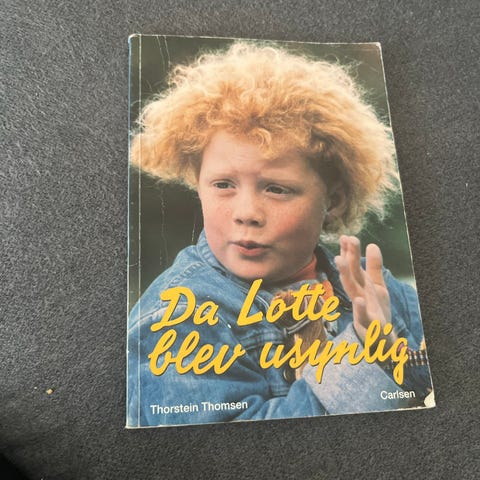 Da Lotte
blev usynlig
Thorstein Thomsen
Carlsen